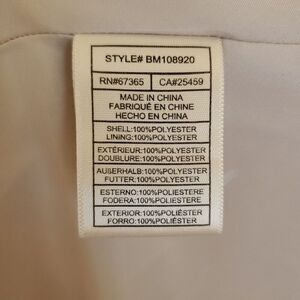 STYLE# BM108920
RN#67365 CA#25459
MADE IN CHINA
FABRIQUÉ EN CHINE
HECHO EN CHINA
SHELL:100%POLYESTER
LINING:100%POLYESTER
EXTÉRIEUR:100%POLYESTER
DOUBLURE:100%POLYESTER
AUßERHALB:100%POLYESTER
FUTTER:100%POLYESTER
ESTERNO:100%POLIESTERE
FODERA:100%POLIESTERE
EXTERIOR:100%POLIÉSTER
FORRO:100%POLIÉSTER